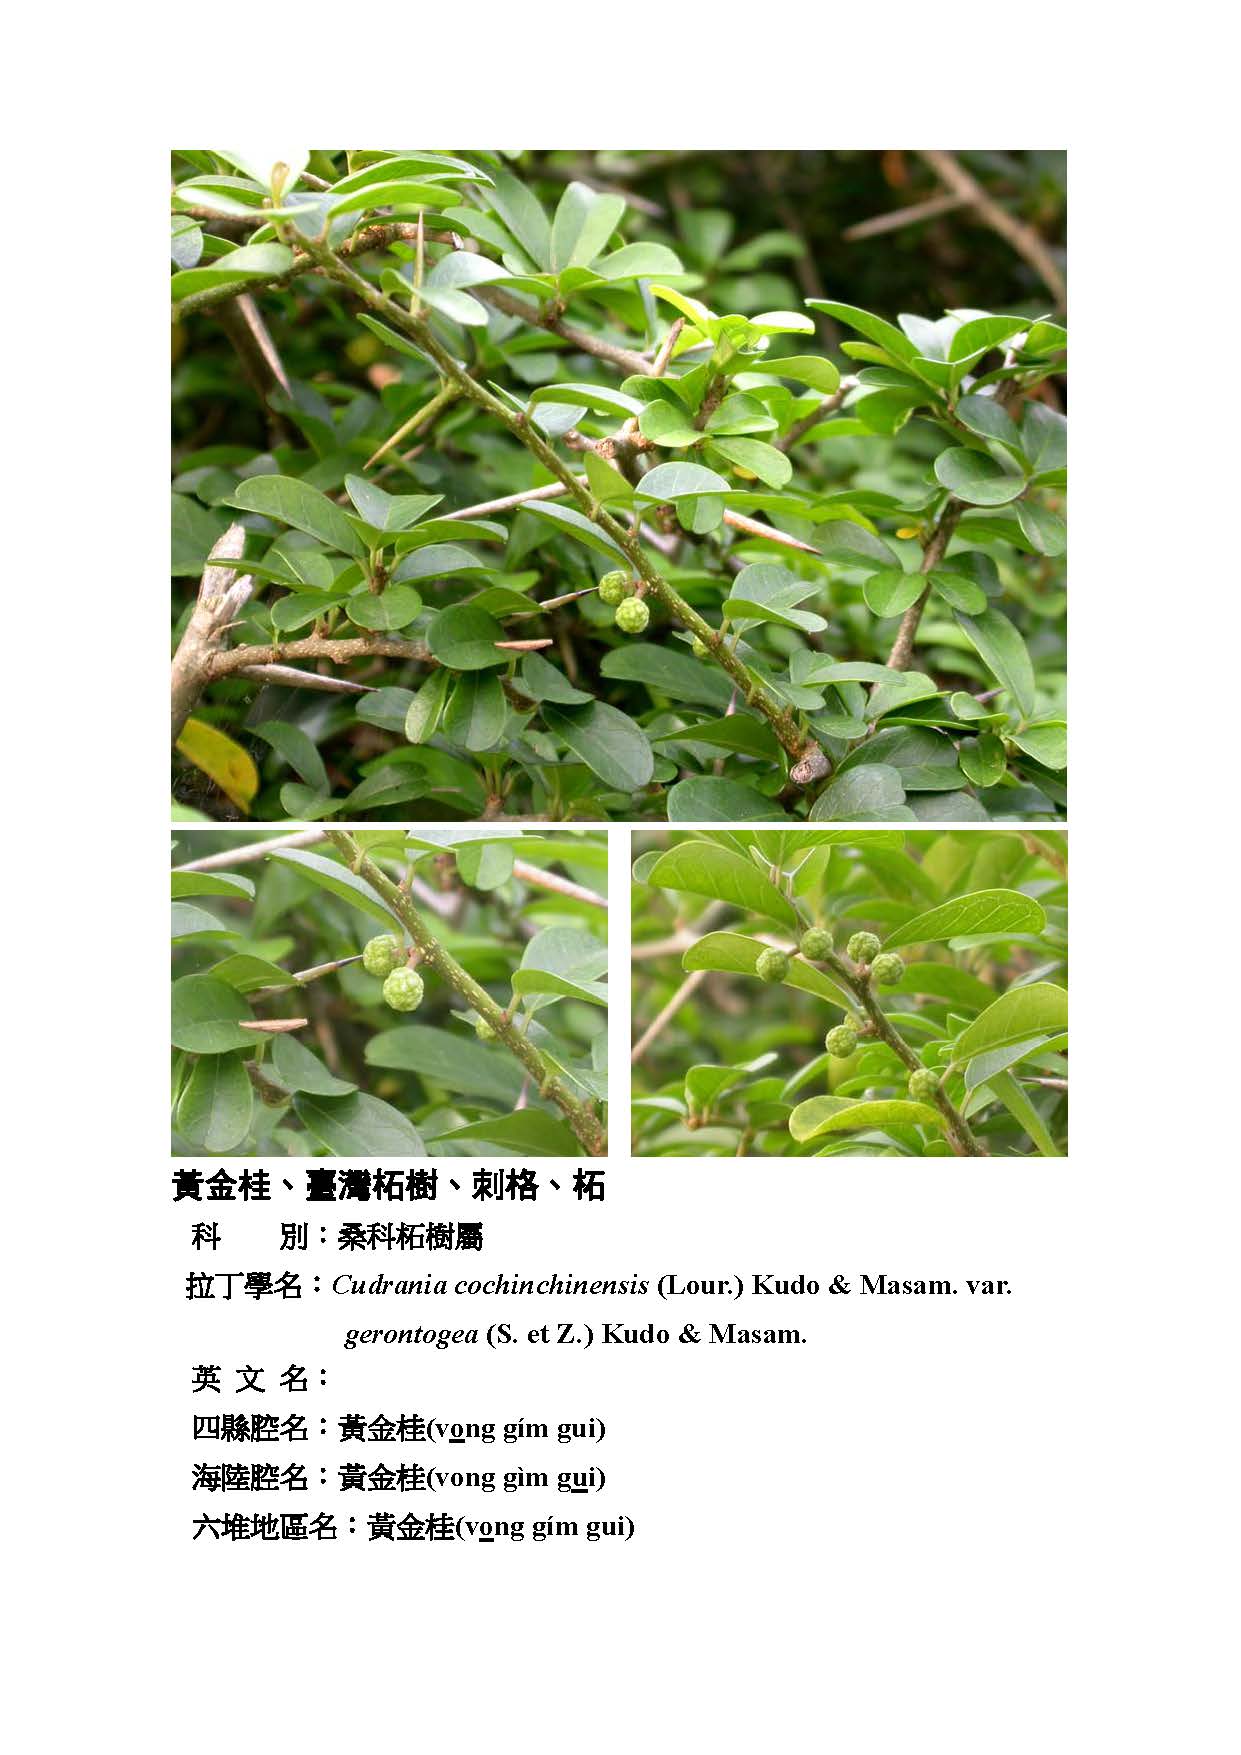 黃金桂、臺灣柘樹、刺格、柘
科　　別：桑科柘樹屬
拉丁學名：Cudrania cochinchinensis (Lour.) Kudo & Masam. var.
gerontogea (S. et Z.) Kudo & Masam.
英 文 名：
四縣腔名：黃金桂(vong gím gui)
海陸腔名：黃金桂(vong gìm gui)
六堆地區名：黃金桂(vong gím gui)